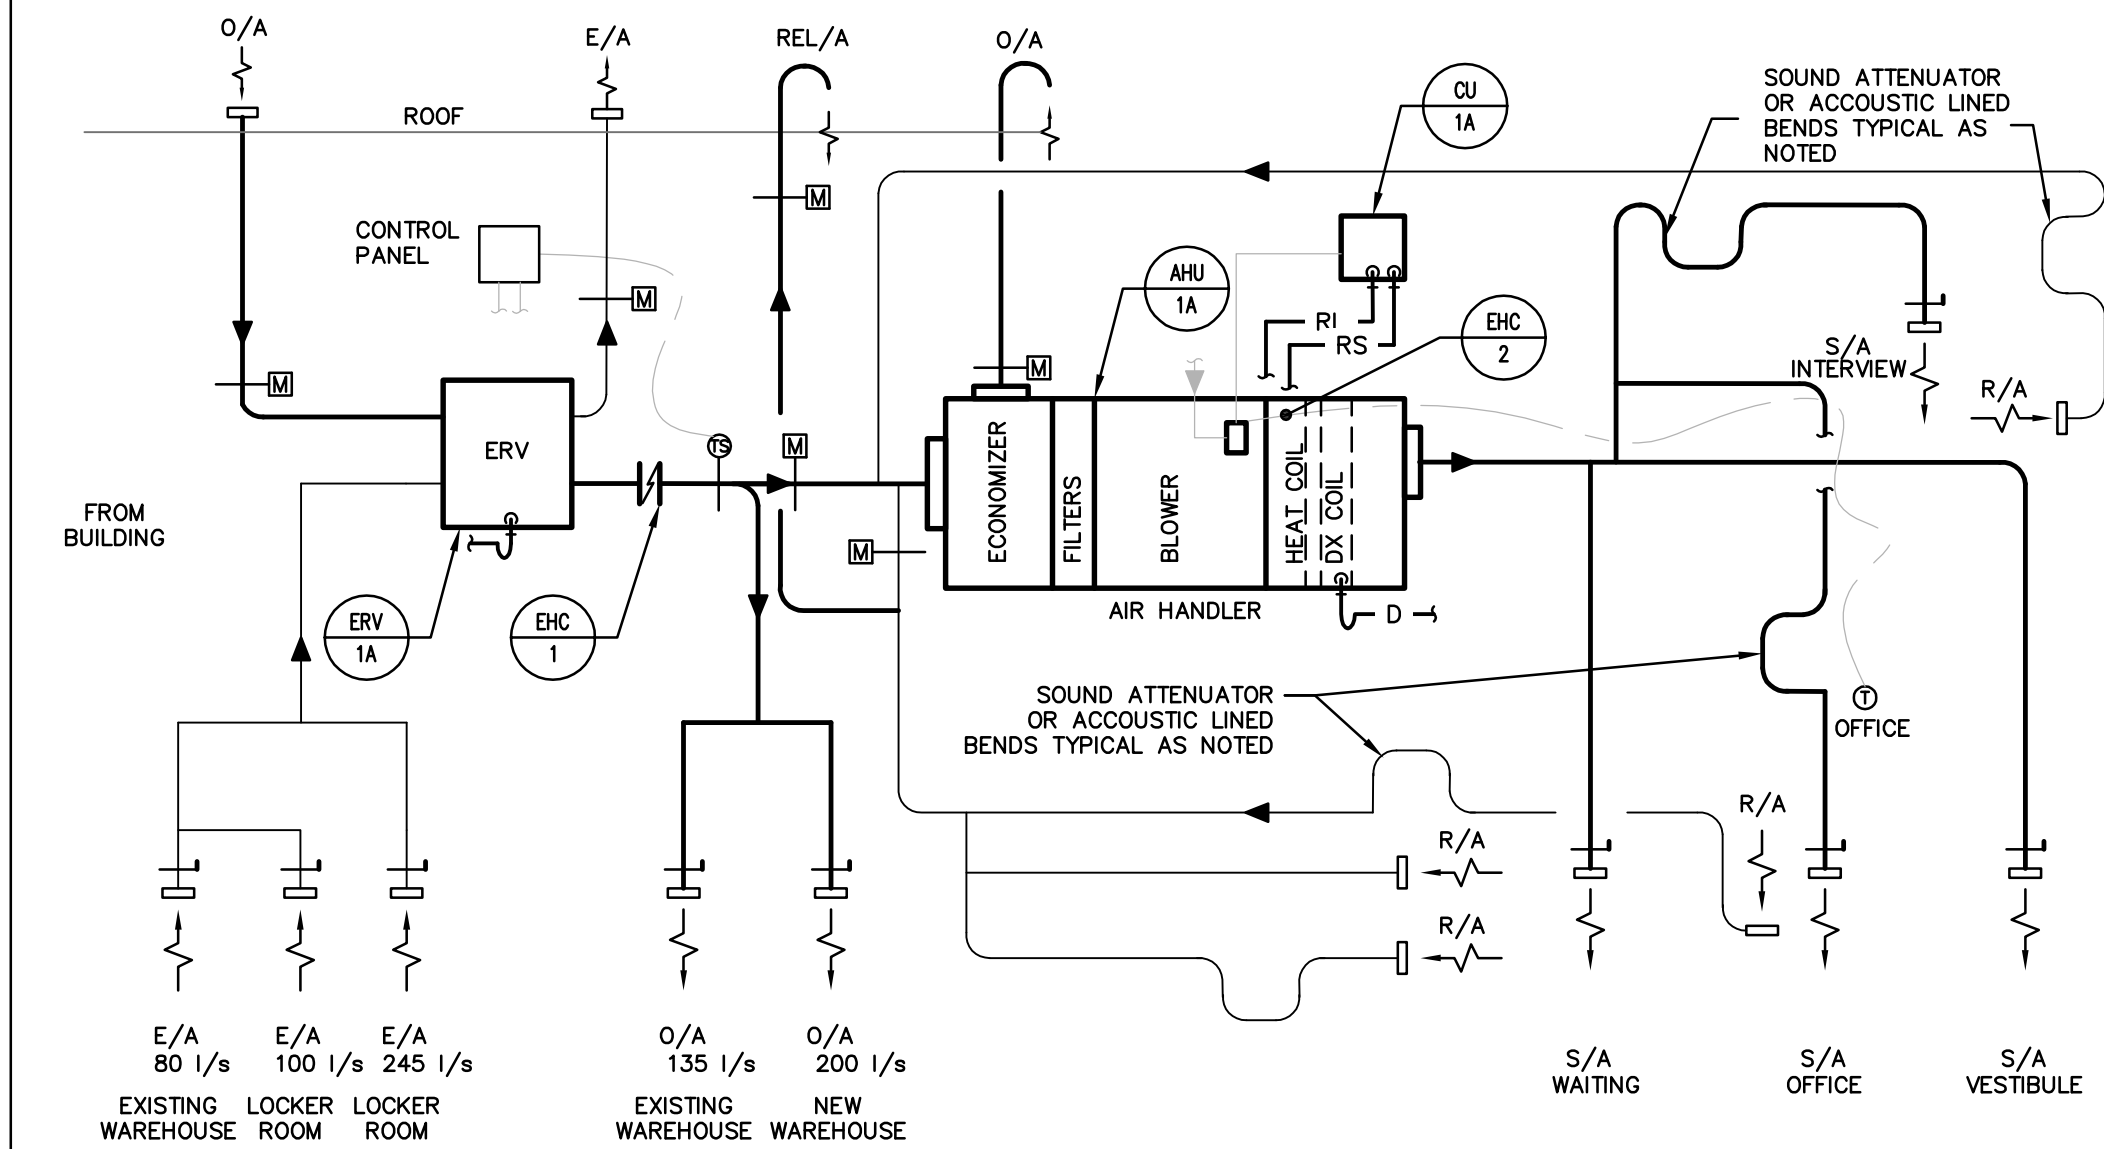 O/A
E/A
REL/A
O/A
ROOF
CU
1A
SOUND ATTENUATOR
OR ACCOUSTIC LINED
BENDS TYPICAL AS
NOTED
M
CONTROL
PANEL
M
AHU
1A
RI
RS
EHC
2
S/A
INTERVIEW
R/A
M
M
ERV
TS
M
ECONOMIZER
FILTERS
BLOWER
HEAT COIL
DX COIL
FROM
BUILDING
M
AIR HANDLER
D
ERV
1A
EHC
1
SOUND ATTENUATOR
OR ACCOUSTIC LINED
BENDS TYPICAL AS NOTED
T
OFFICE
R/A
R/A
R/A
E/A
80 l/s
EXISTING
WAREHOUSE
E/A
100 l/s
LOCKER
ROOM
E/A
245 l/s
LOCKER
ROOM
O/A
135 l/s
EXISTING
WAREHOUSE
O/A
200 l/s
NEW
WAREHOUSE
S/A
WAITING
S/A
OFFICE
S/A
VESTIBULE